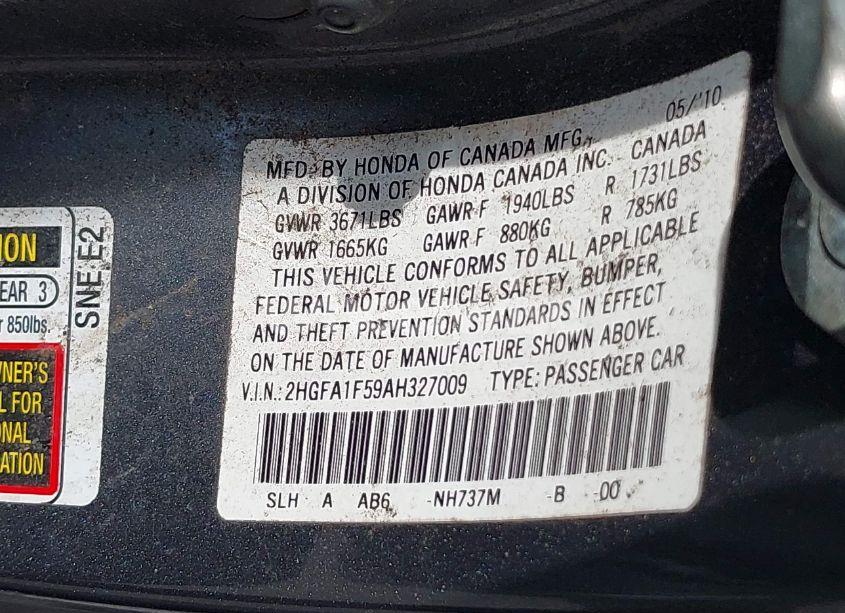 ION
EAR 3
r 850lbs.
NER'S
L FOR
NAL
ATION
SNE,E2
05/'10
MFD. BY HONDA OF CANADA MFG.,
A DIVISION OF HONDA CANADA INC. CANADA
GVWR 3671LBS GAWR F 1940LBS R 1731LBS
GVWR 1665KG GAWR F 880KG R 785KG
THIS VEHICLE CONFORMS TO ALL APPLICABLE
FEDERAL MOTOR VEHICLE SAFETY, BUMPER,
AND THEFT PREVENTION STANDARDS IN EFFECT
ON THE DATE OF MANUFACTURE SHOWN ABOVE.
V.I.N.: 2HGFA1F59AH327009 TYPE: PASSENGER CAR
SLH A AB6 -NH737M -B -00